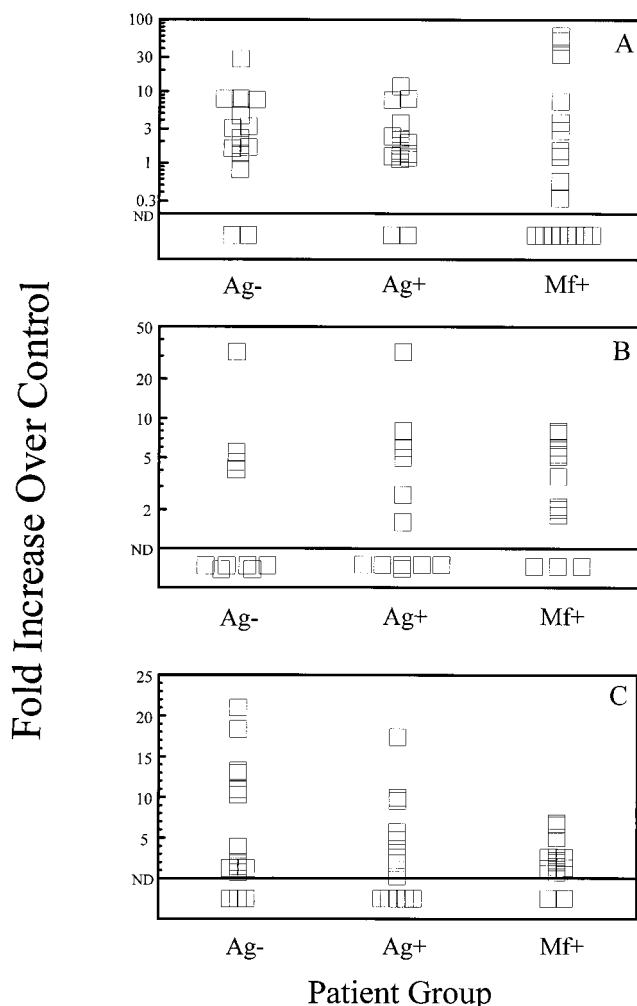 Fold Increase Over Control
A
100
30
10
3
1
0.3
ND
Ag-
Ag+
Mf+
B
50
20
10
5
2
ND
Ag-
Ag+
Mf+
C
25
20
15
10
5
ND
Ag-
Ag+
Mf+
Patient Group